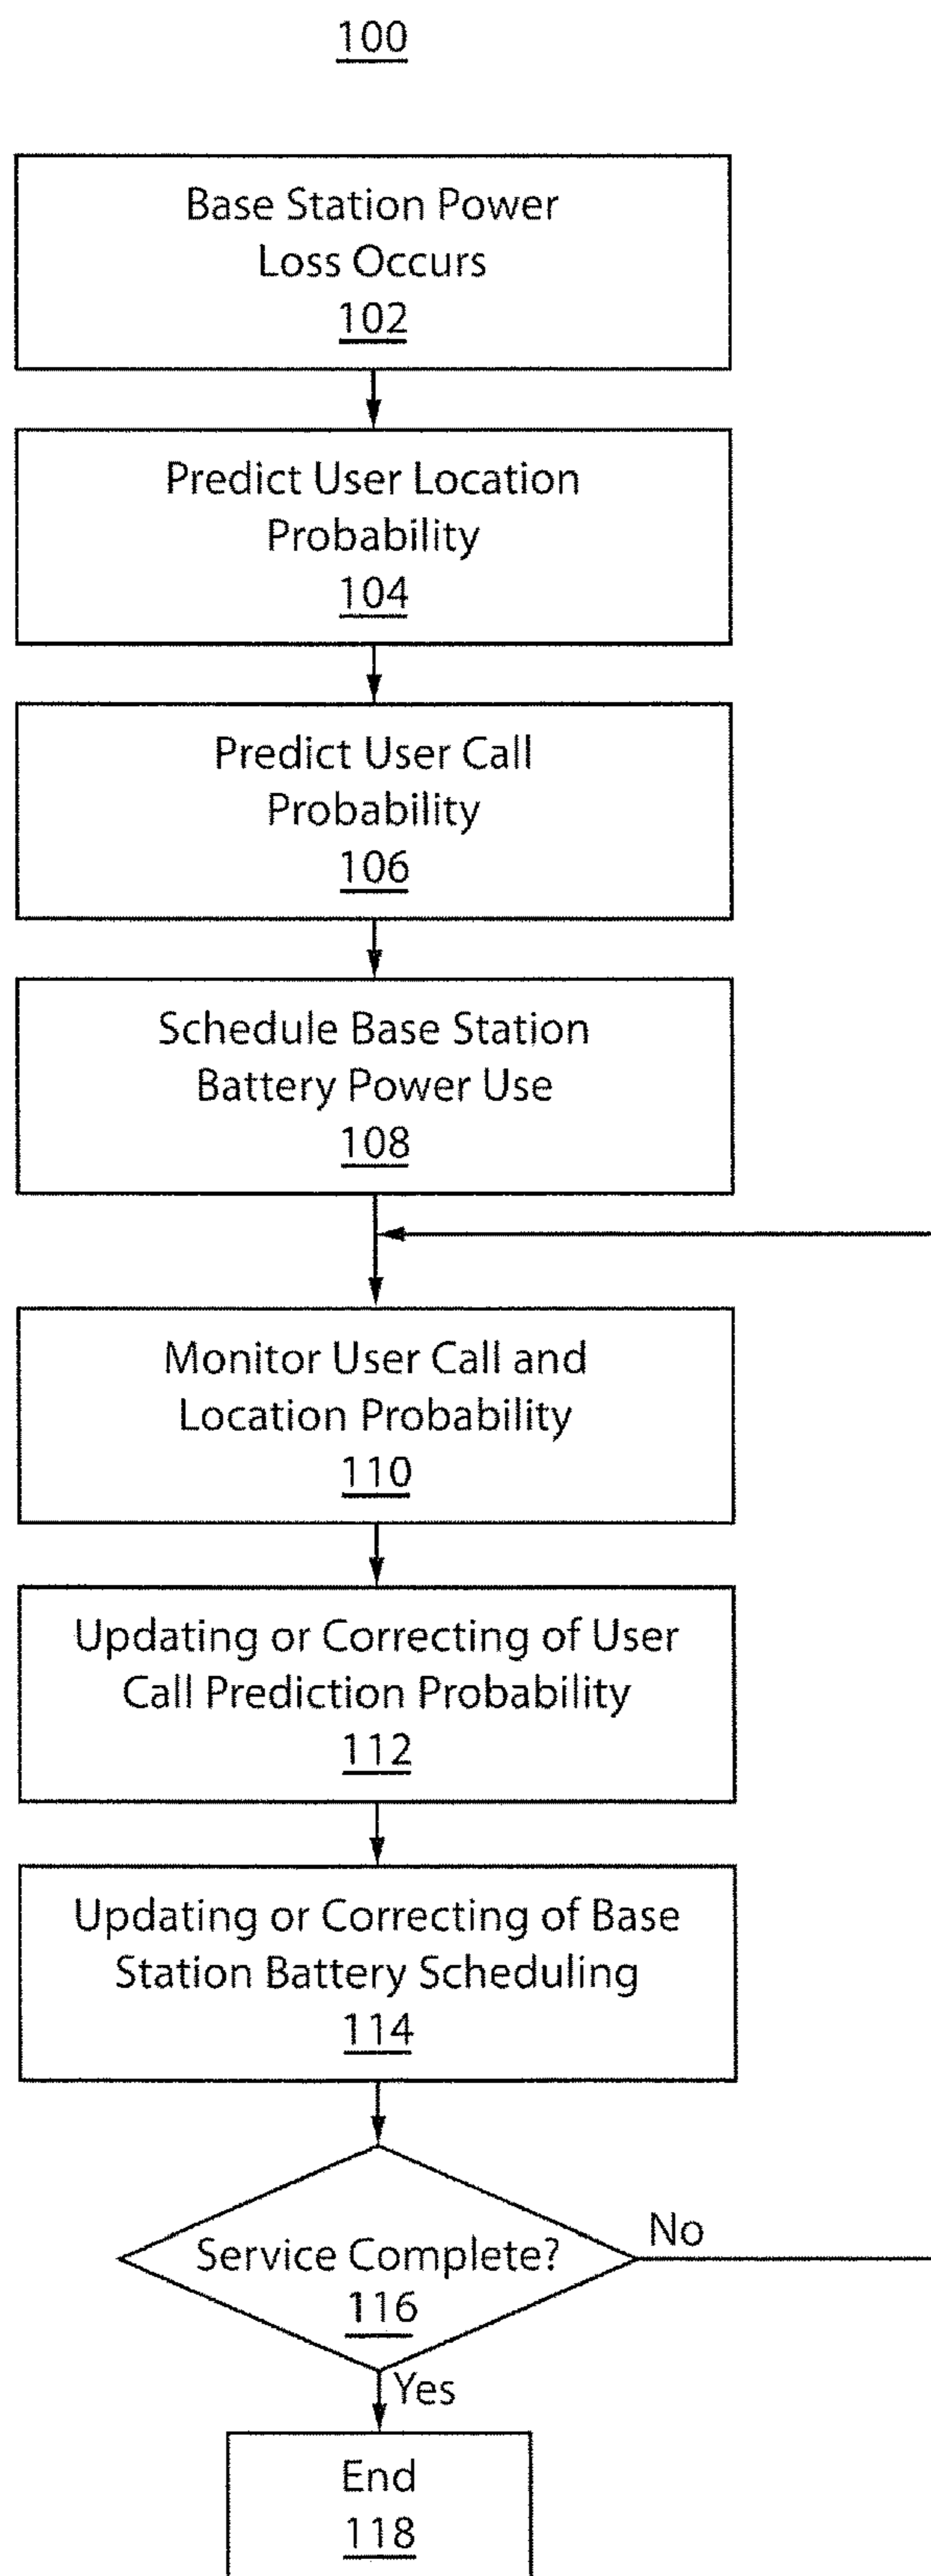 100
Base Station Power
Loss Occurs
102
Predict User Location
Probability
104
Predict User Call
Probability
106
Schedule Base Station
Battery Power Use
108
Monitor User Call and
Location Probability
110
Updating or Correcting of User
Call Prediction Probability
112
Updating or Correcting of Base
Station Battery Scheduling
114
No
Service Complete?
116
Yes
End
118